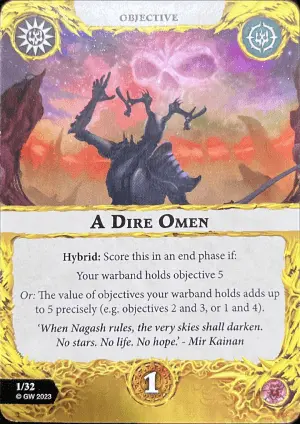 OBJECTIVE
A DIRE OMEN
Hybrid: Score this in an end phase if:
Your warband holds objective 5
Or: The value of objectives your warband holds adds up
to 5 precisely (e.g. objectives 2 and 3, or 1 and 4).
'When Nagash rules, the very skies shall darken.
No stars. No life. No hope.' - Mir Kainan
1/32
© GW 2023
1